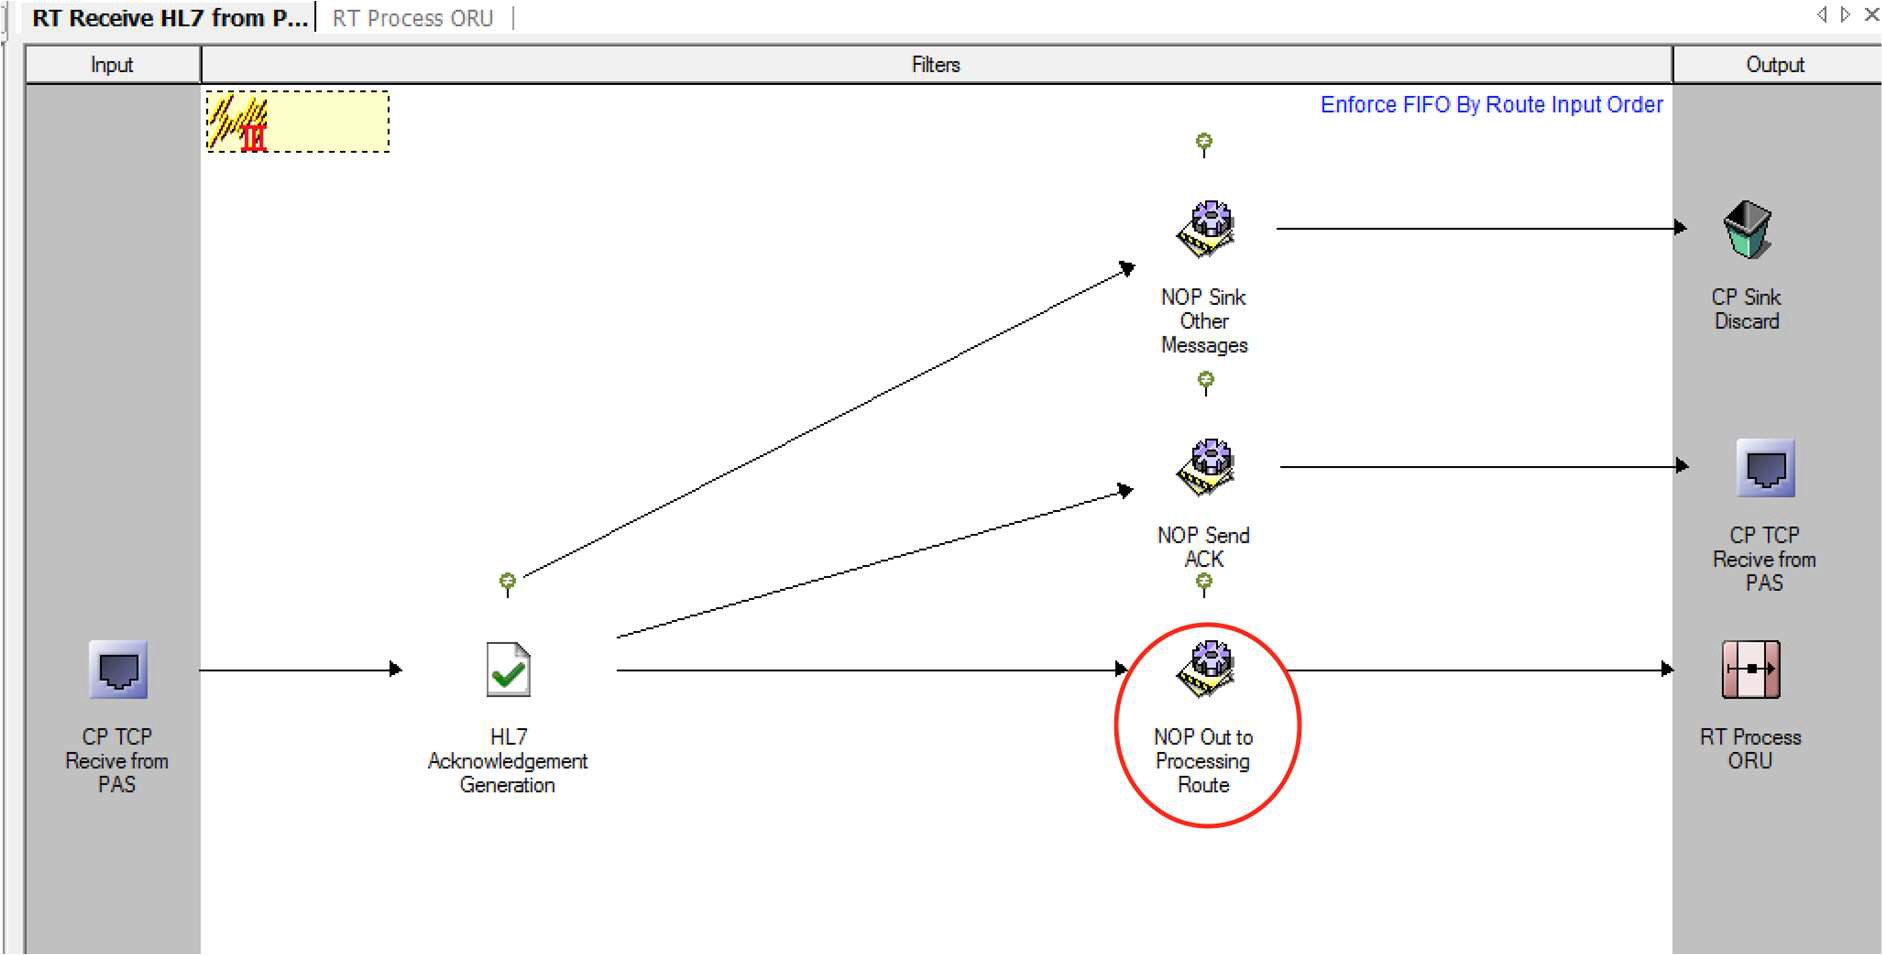 RT Receive HL7 from P...
RT Process ORU
Input
Filters
Output
Enforce FIFO By Route Input Order
NOP Sink
Other
Messages
CP Sink
Discard
NOP Send
ACK
CP TCP
Recive from
PAS
CP TCP
Recive from
PAS
HL7
Acknowledgement
Generation
NOP Out to
Processing
Route
RT Process
ORU